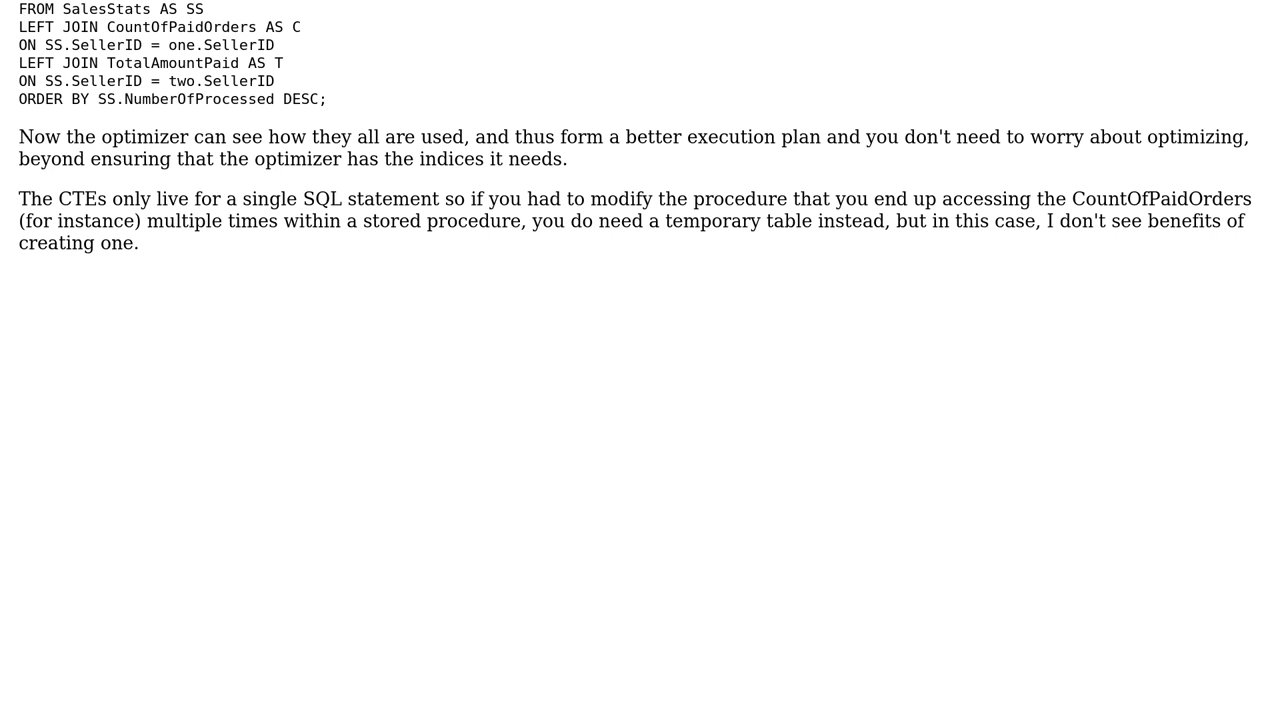 FROM SalesStats AS SS
LEFT JOIN CountOfPaidOrders AS C
ON SS.SellerID = one.SellerID
LEFT JOIN TotalAmountPaid AS T
ON SS.SellerID = two.SellerID
ORDER BY SS.NumberOfProcessed DESC;
Now the optimizer can see how they all are used, and thus form a better execution plan and you don't need to worry about optimizing,
beyond ensuring that the optimizer has the indices it needs.
The CTEs only live for a single SQL statement so if you had to modify the procedure that you end up accessing the CountOfPaidOrders
(for instance) multiple times within a stored procedure, you do need a temporary table instead, but in this case, I don't see benefits of
creating one.